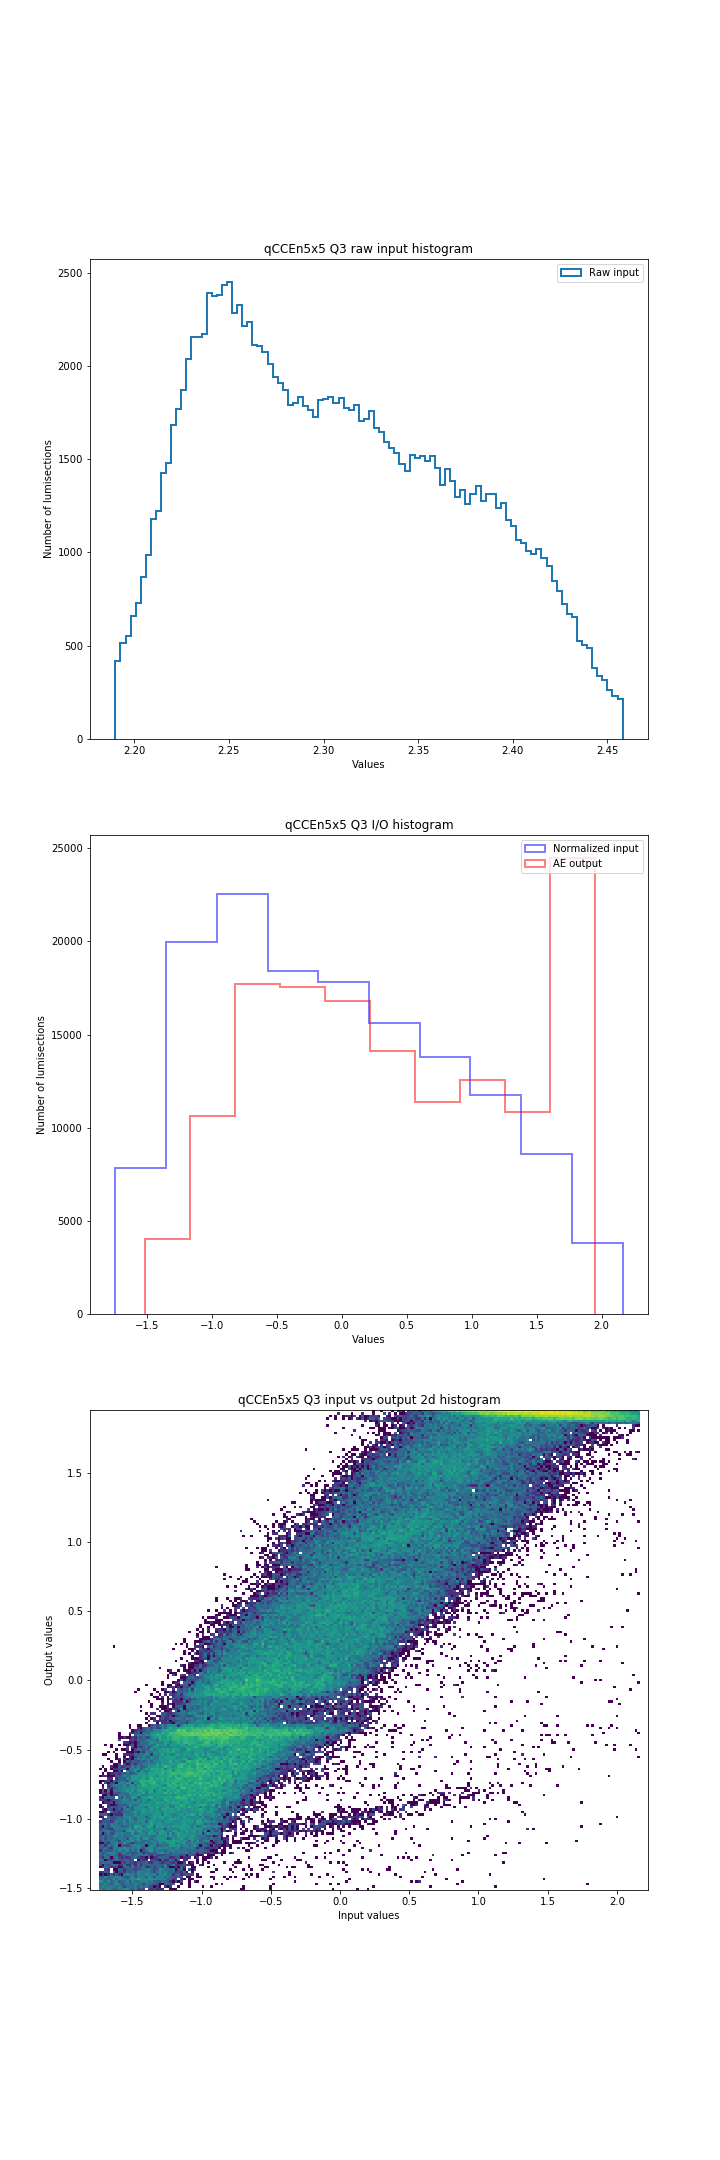 qCCEn5x5 Q3 raw input histogram
Raw input
2500
2000
1500
1000
500
0
Number of lumisections
2.20 2.25 2.30 2.35 2.40 2.45
Values
qCCEn5x5 Q3 I/O histogram
Normalized input
AE output
25000
20000
15000
10000
5000
0
Number of lumisections
−1.5 −1.0 −0.5 0.0 0.5 1.0 1.5 2.0
Values
qCCEn5x5 Q3 input vs output 2d histogram
1.5
1.0
0.5
0.0
−0.5
−1.0
−1.5
Output values
−1.5 −1.0 −0.5 0.0 0.5 1.0 1.5 2.0
Input values